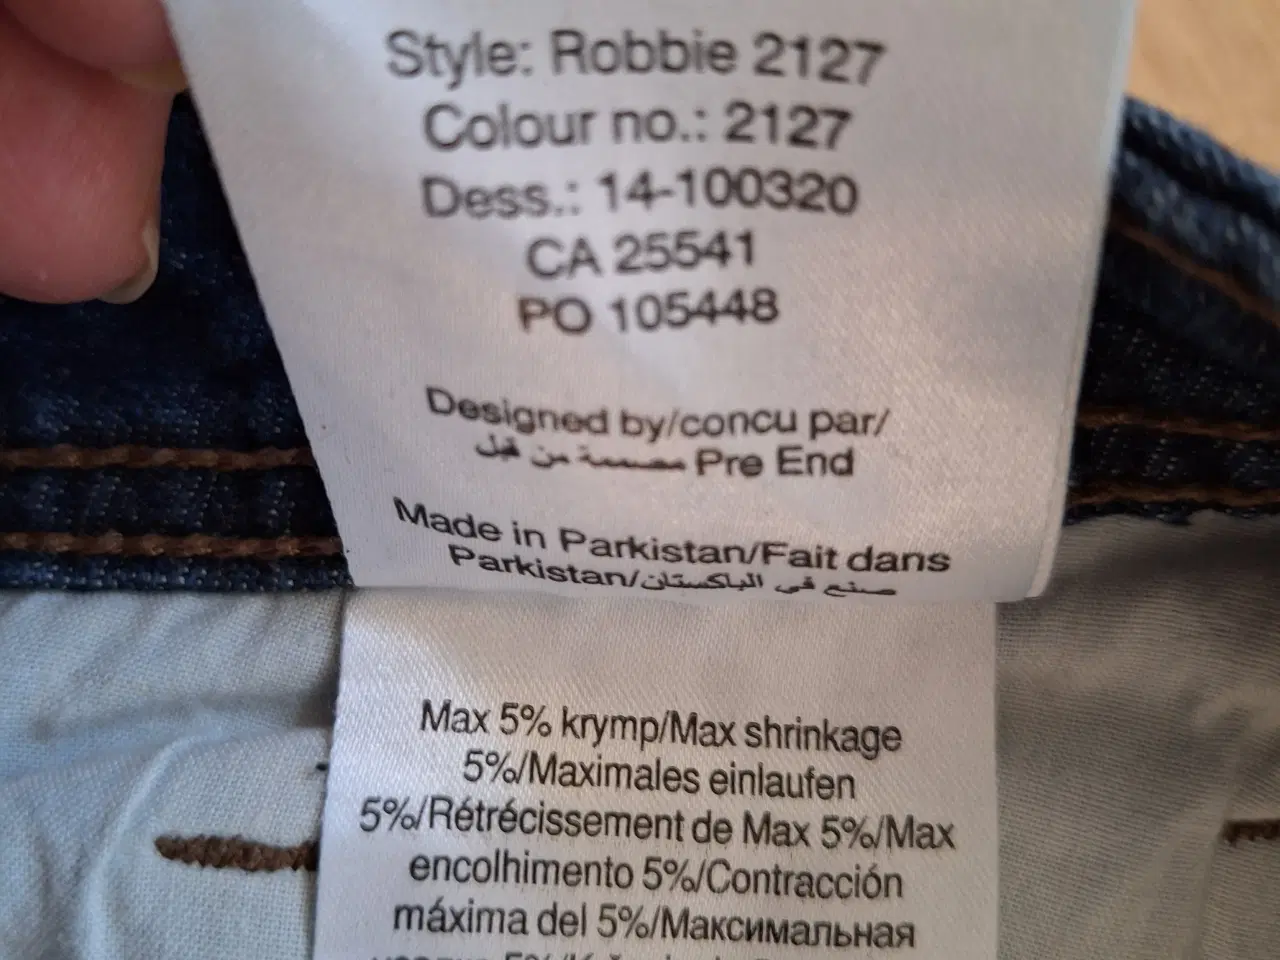 Style: Robbie 2127
Colour no.: 2127
Dess.: 14-100320
CA 25541
PO 105448
Designed by/concu par/
مصممة من قبل Pre End
Made in Parkistan/Fait dans
Parkistan/صنع في الباكستان
Max 5% krymp/Max shrinkage
5%/Maximales einlaufen
5%/Rétrécissement de Max 5%/Max
encolhimento 5%/Contracción
máxima del 5%/Максимальная